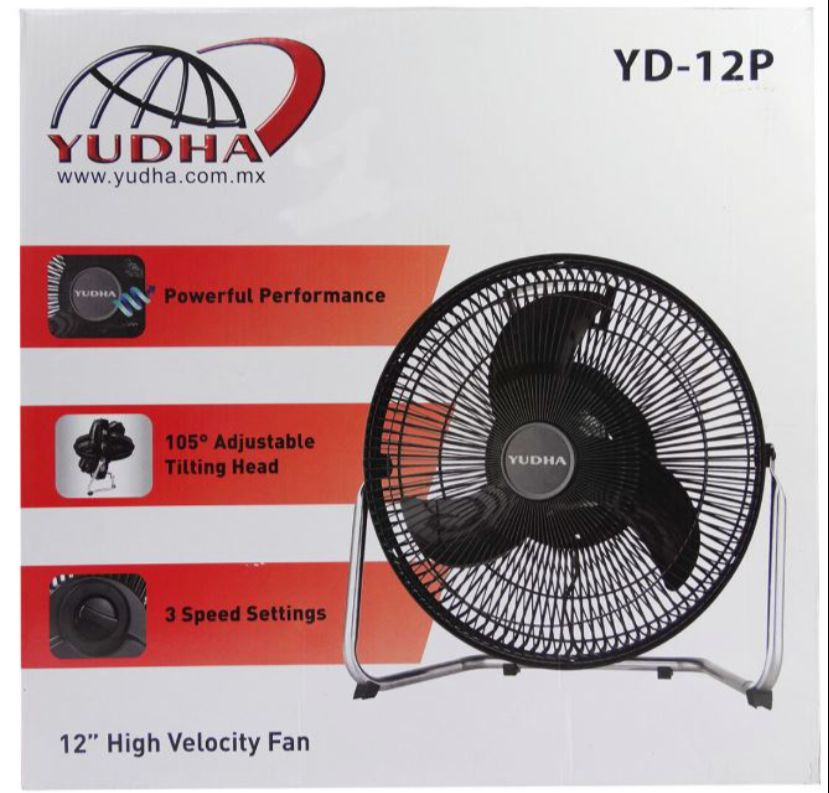 YD-12P
YUDHA
www.yudha.com.mx
YUDHA
Powerful Performance
105° Adjustable
Tilting Head
YUDHA
3 Speed Settings
12” High Velocity Fan